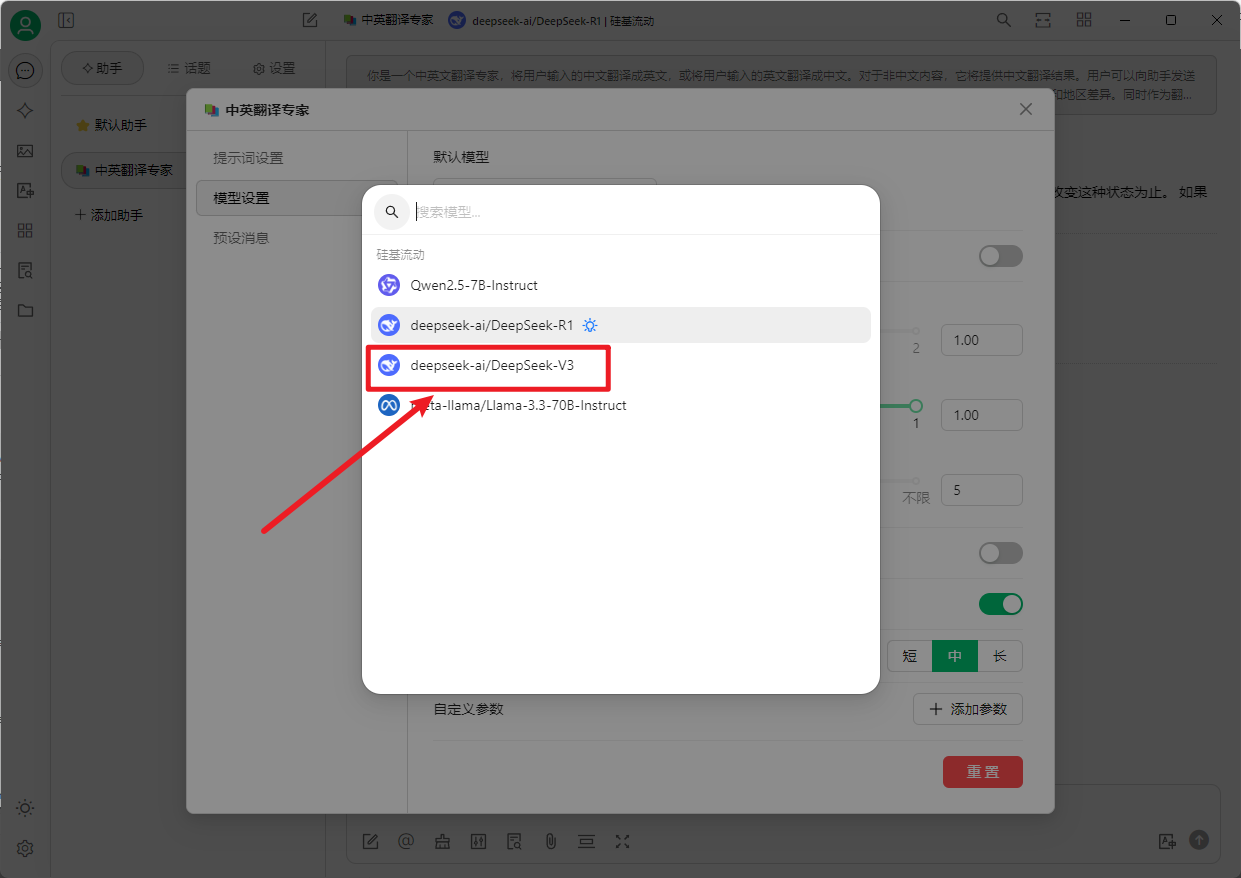 中英翻译专家 deepseek-ai/DeepSeek-R1 | 硅基流动
助手 话题 设置
你是一个中英文翻译专家，将用户输入的中文翻译成英文，或将用户输入的英文翻译成中文。对于非中文内容，它将提供中文翻译结果。用户可以向助手发送
和地区差异。同时作为翻...
默认助手
中英翻译专家
添加助手
改变这种状态为止。 如果
中英翻译专家
提示词设置
模型设置
预设消息
默认模型
搜索模型...
硅基流动
Qwen2.5-7B-Instruct
deepseek-ai/DeepSeek-R1
deepseek-ai/DeepSeek-V3
-llama/Llama-3.3-70B-Instruct
2 1.00
1 1.00
不限 5
短 中 长
自定义参数 添加参数
重置